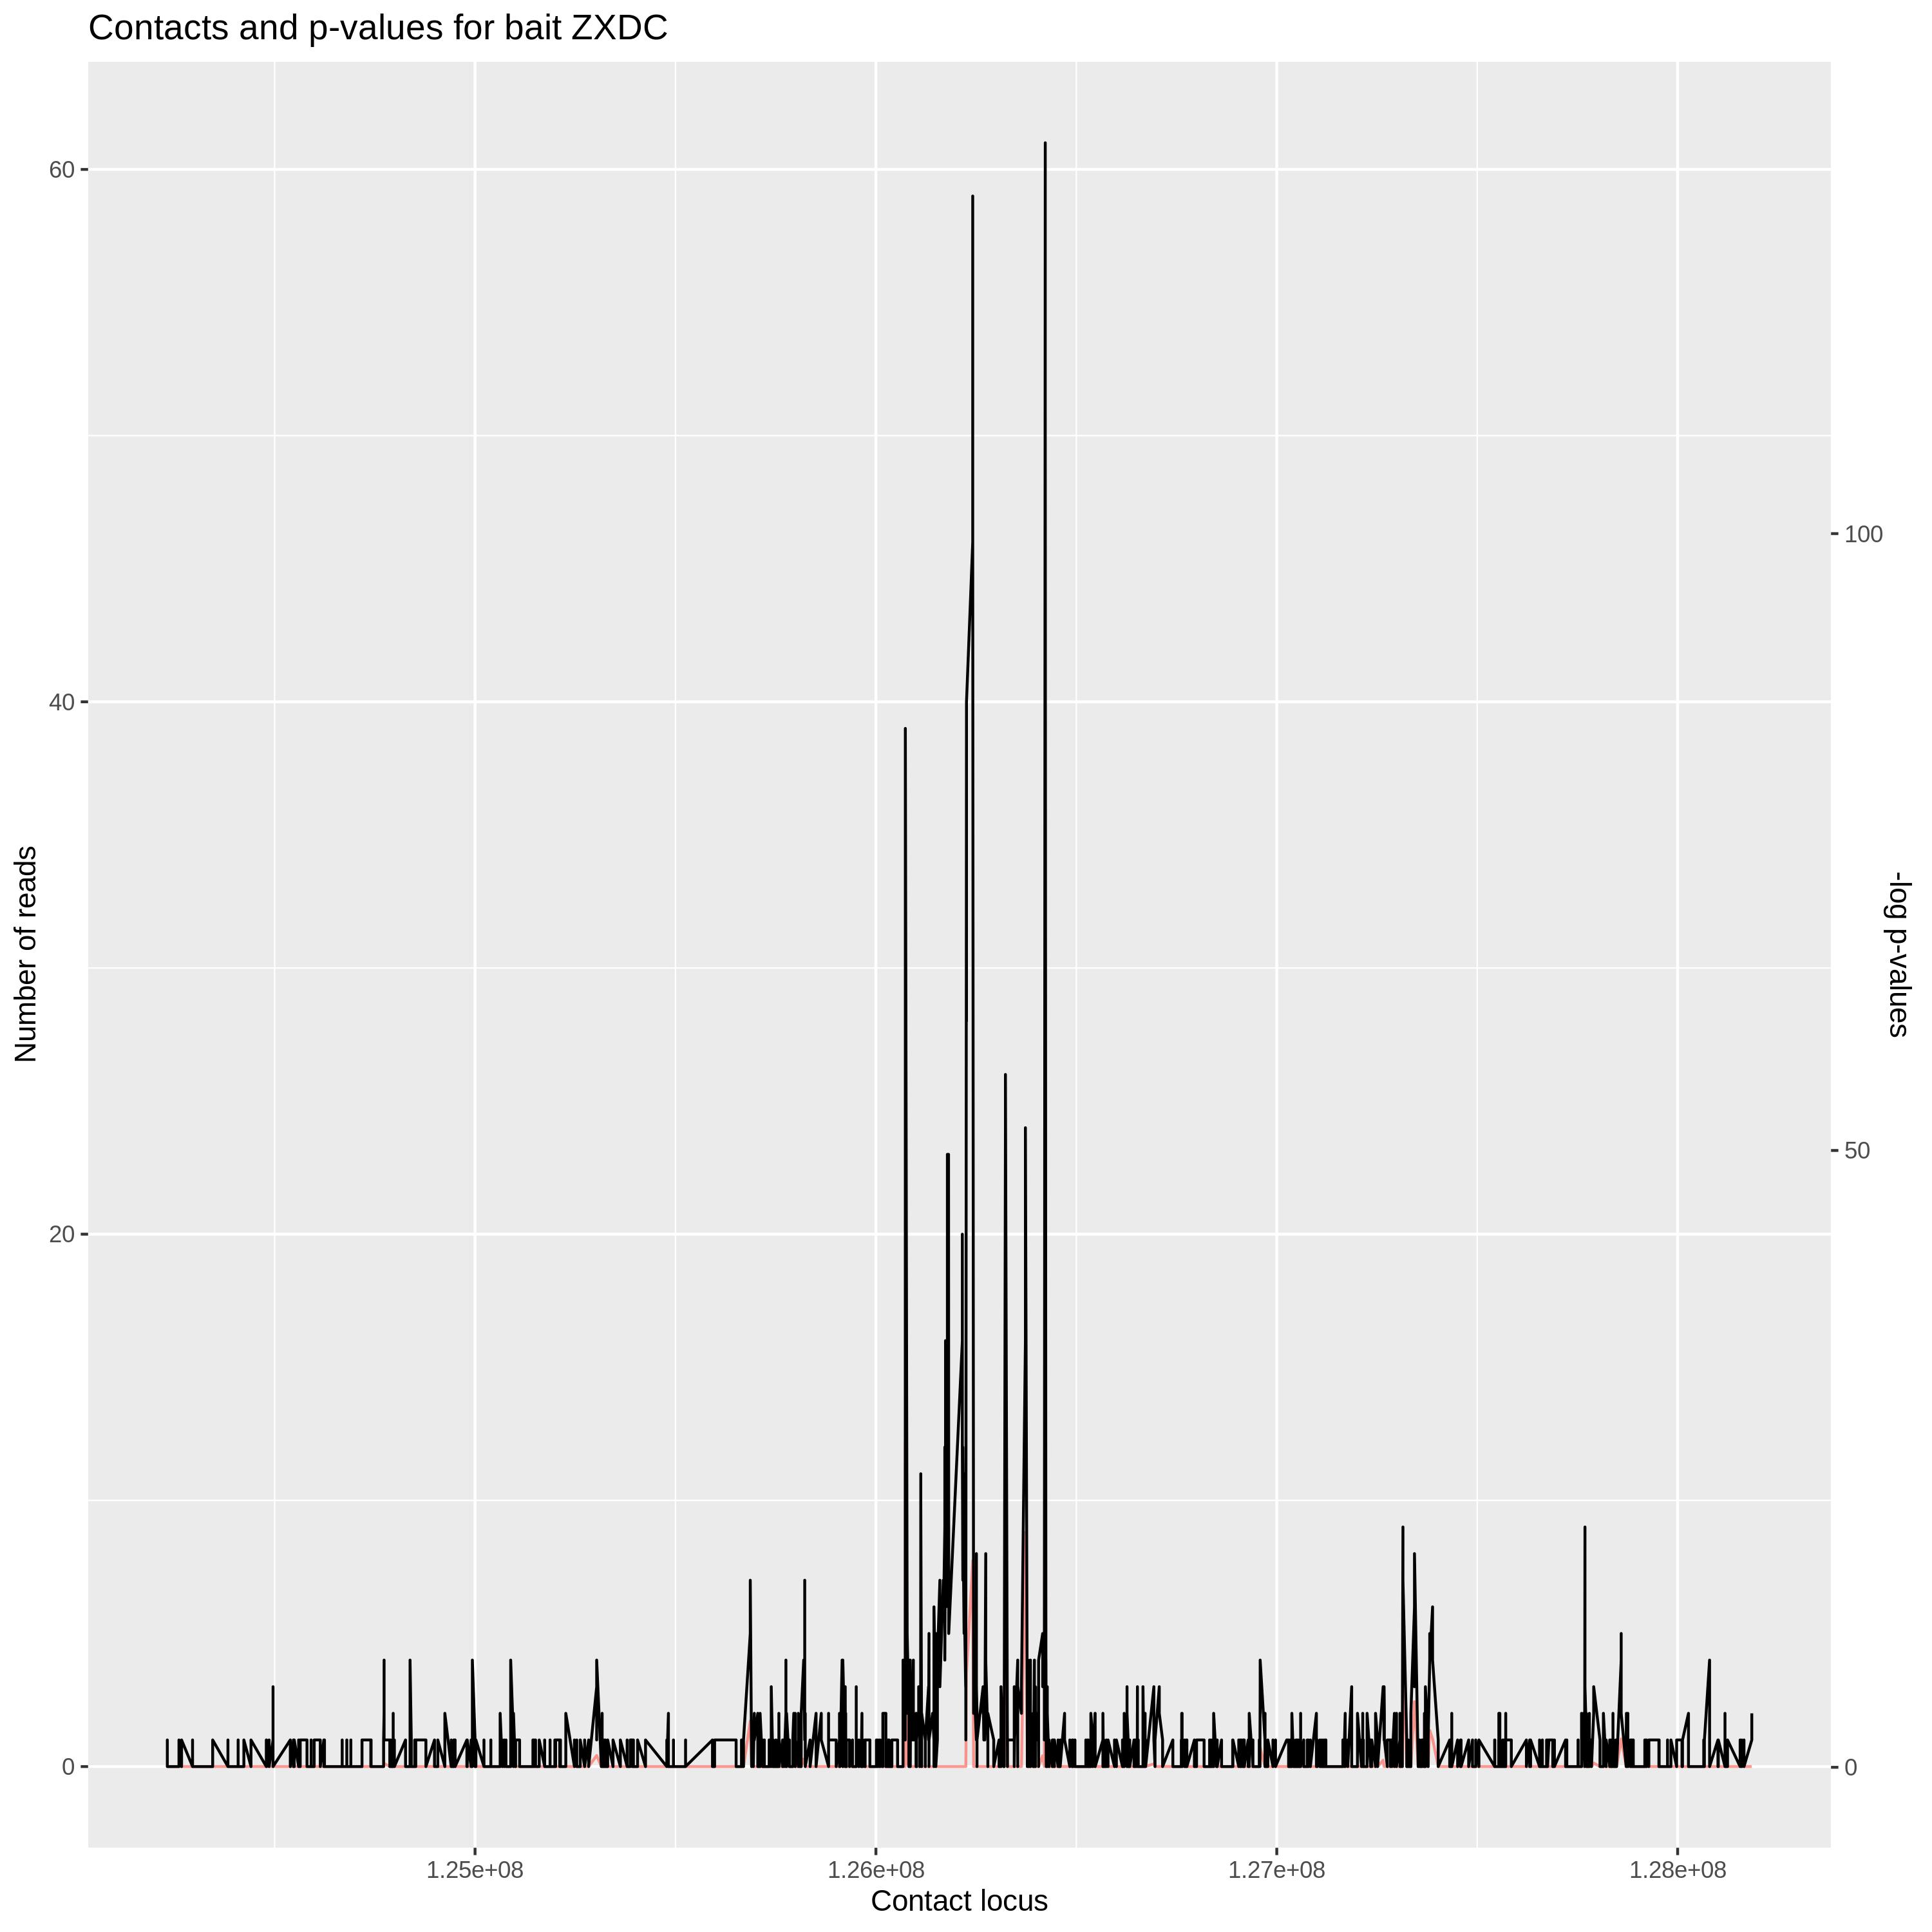 Contacts and p-values for bait ZXDC
60
40
20
0
Number of reads
100
50
0
-log p-values
1.25e+08
1.26e+08
1.27e+08
1.28e+08
Contact locus